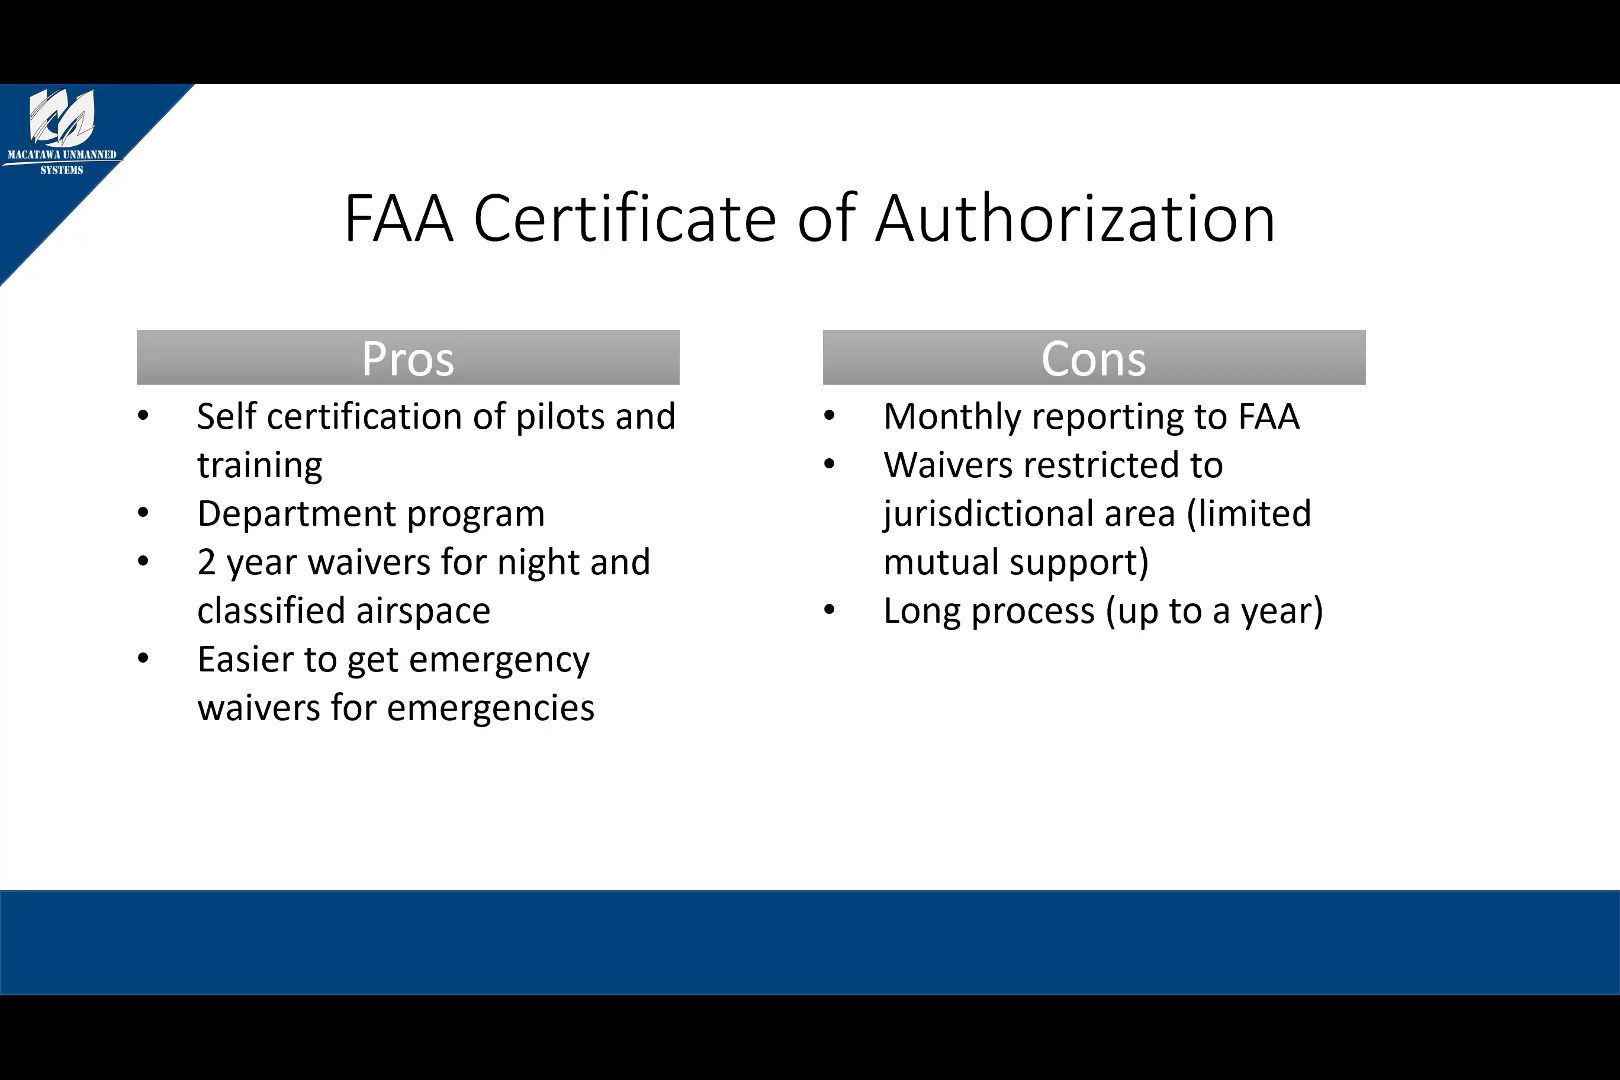 MACATAWA UNMANNED
SYSTEMS
FAA Certificate of Authorization
Pros
• Self certification of pilots and
training
• Department program
• 2 year waivers for night and
classified airspace
• Easier to get emergency
waivers for emergencies
Cons
• Monthly reporting to FAA
• Waivers restricted to
jurisdictional area (limited
mutual support)
• Long process (up to a year)